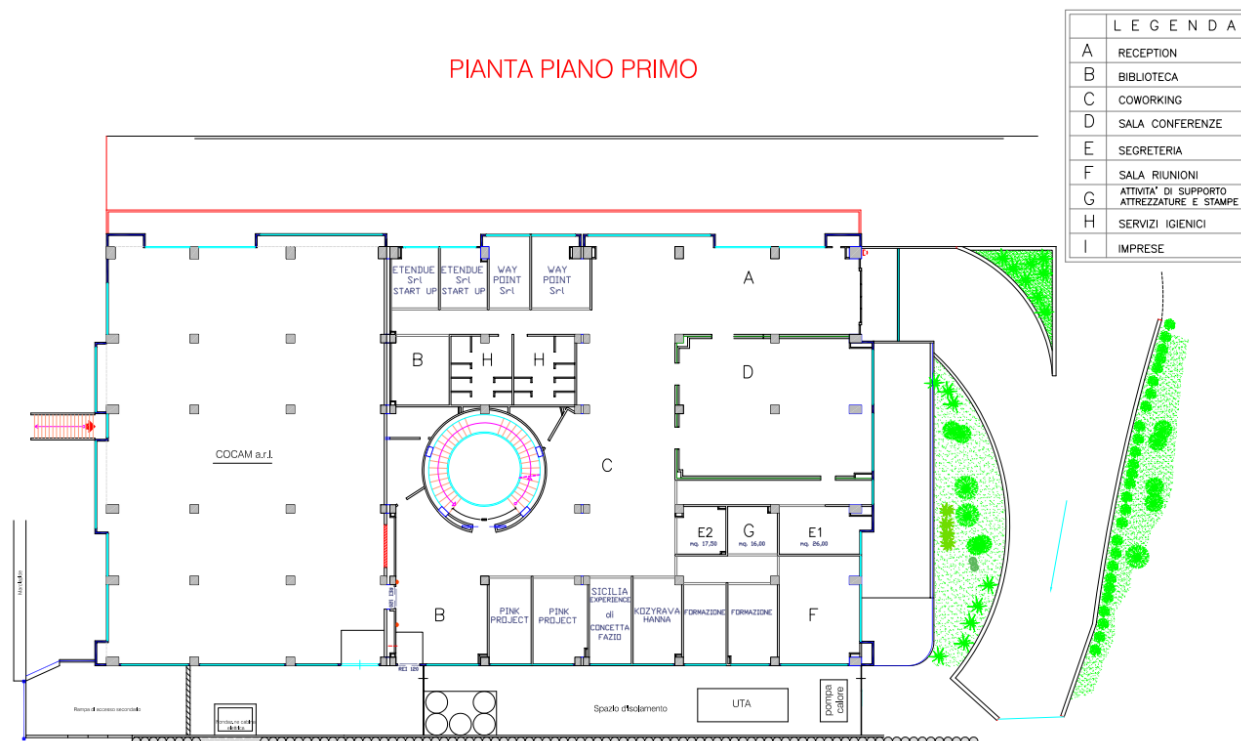 PIANTA PIANO PRIMO
L E G E N D A
A RECEPTION
B BIBLIOTECA
C COWORKING
D SALA CONFERENZE
E SEGRETERIA
F SALA RIUNIONI
G ATTIVITA' DI SUPPORTO
ATTREZZATURE E STAMPE
H SERVIZI IGIENICI
I IMPRESE
ETENDUE
Srl
START UP
ETENDUE
Srl
START UP
WAY
POINT
Srl
WAY
POINT
Srl
A
B
H
H
D
COCAM a.r.l.
C
E2
mq. 17,50
G
mq. 16,00
E1
mq. 26,00
B
PINK
PROJECT
PINK
PROJECT
SICILIA
EXPERIENCE
di
CONCETTA
FAZIO
KOZYRAVA
HANNA
FORMAZIONE
FORMAZIONE
F
REI 120
Rampa di accesso secondario
elettrica
Spazio d'isolamento
UTA
pompa
calore